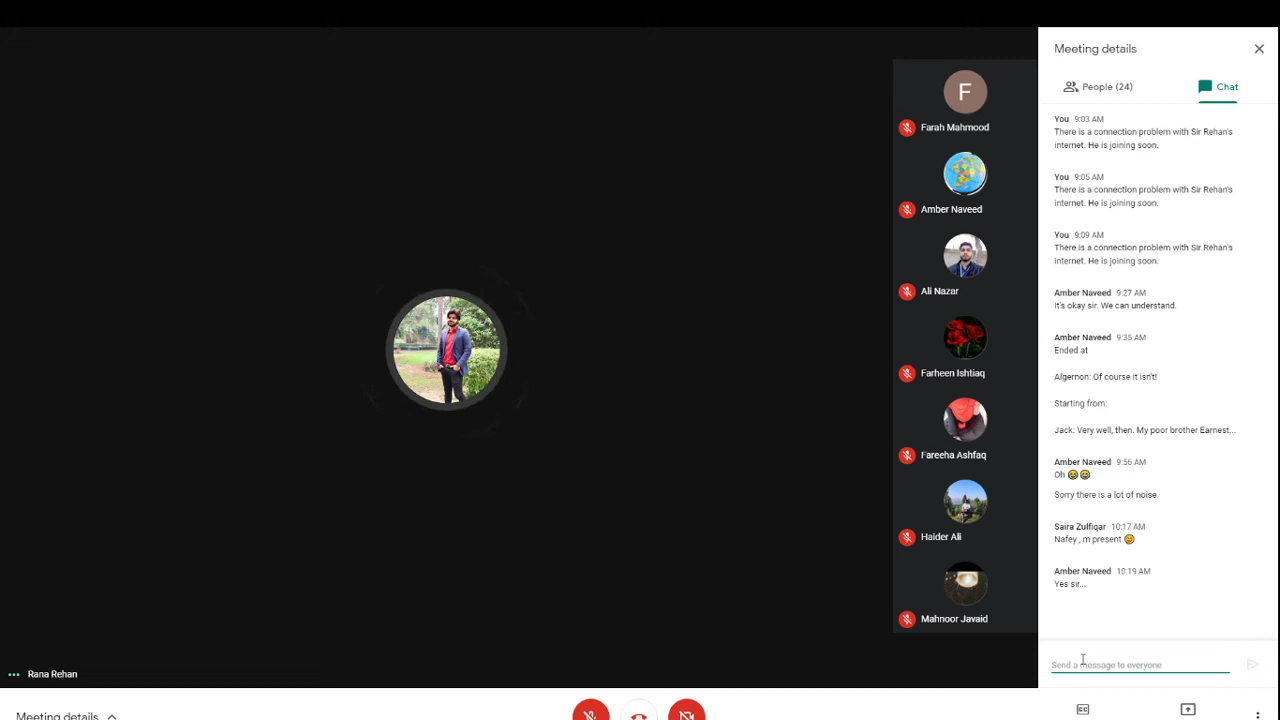 Meeting details
People (24)
Chat
You 9:03 AM
There is a connection problem with Sir Rehan's
internet. He is joining soon.
You 9:05 AM
There is a connection problem with Sir Rehan's
internet. He is joining soon.
You 9:09 AM
There is a connection problem with Sir Rehan's
internet. He is joining soon.
Amber Naveed 9:27 AM
It's okay sir. We can understand.
Amber Naveed 9:35 AM
Ended at
Algernon: Of course it isn't!
Starting from:
Jack: Very well, then. My poor brother Earnest...
Amber Naveed 9:56 AM
Oh 😂😂
Sorry there is a lot of noise
Saira Zulfiqar 10:17 AM
Nafey , m present
Amber Naveed 10:19 AM
Yes sir...
Send a message to everyone
F
Farah Mahmood
Amber Naveed
Ali Nazar
Farheen Ishtiaq
Fareeha Ashfaq
Haider Ali
Mahnoor Javaid
Rana Rehan
Meeting details
CC